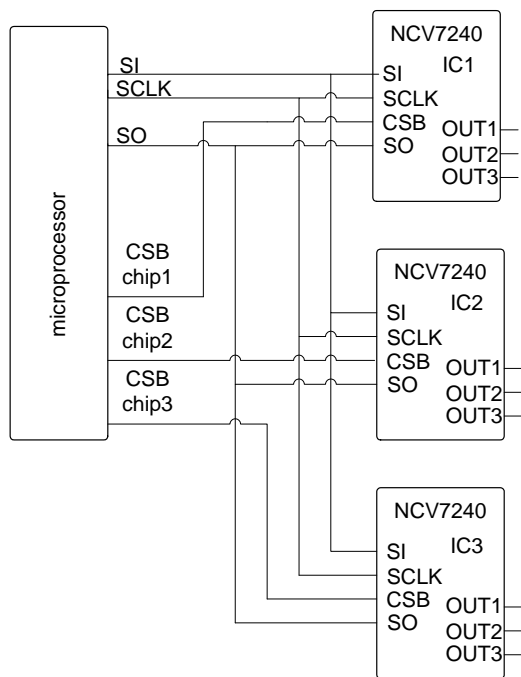 microprocessor
SI
SCLK
SO
CSB
chip1
CSB
chip2
CSB
chip3
NCV7240
IC1
SI
SCLK
CSB
SO
OUT1
OUT2
OUT3
NCV7240
IC2
SI
SCLK
CSB
SO
OUT1
OUT2
OUT3
NCV7240
IC3
SI
SCLK
CSB
SO
OUT1
OUT2
OUT3